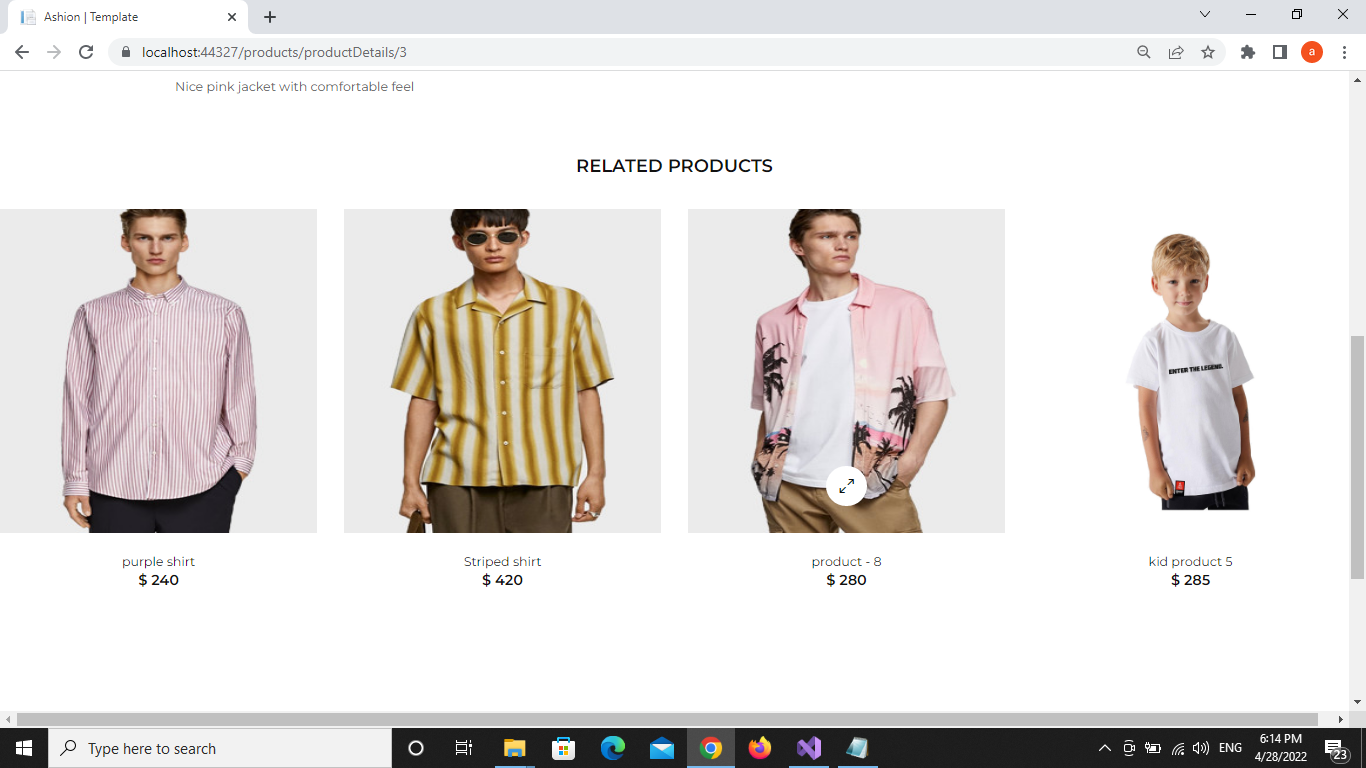 Ashion | Template
localhost:44327/products/productDetails/3
a
Nice pink jacket with comfortable feel
RELATED PRODUCTS
ENTER THE LEGEND.
purple shirt
$ 240
Striped shirt
$ 420
product - 8
$ 280
kid product 5
$ 285
Type here to search
ENG
6:14 PM
4/28/2022
23